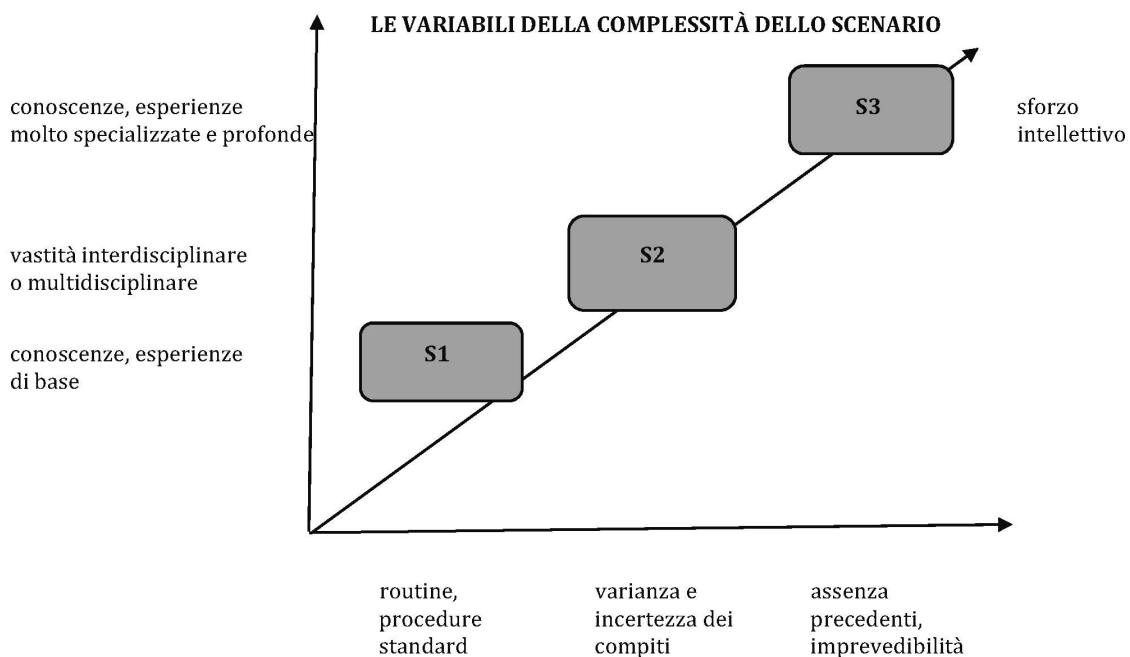 LE VARIABILI DELLA COMPLESSITÀ DELLO SCENARIO
conoscenze, esperienze
molto specializzate e profonde
S3
sforzo
intellettivo
vastità interdisciplinare
o multidisciplinare
S2
conoscenze, esperienze
di base
S1
routine,
procedure
standard
varianza e
incertezza dei
compiti
assenza
precedenti,
imprevedibilità